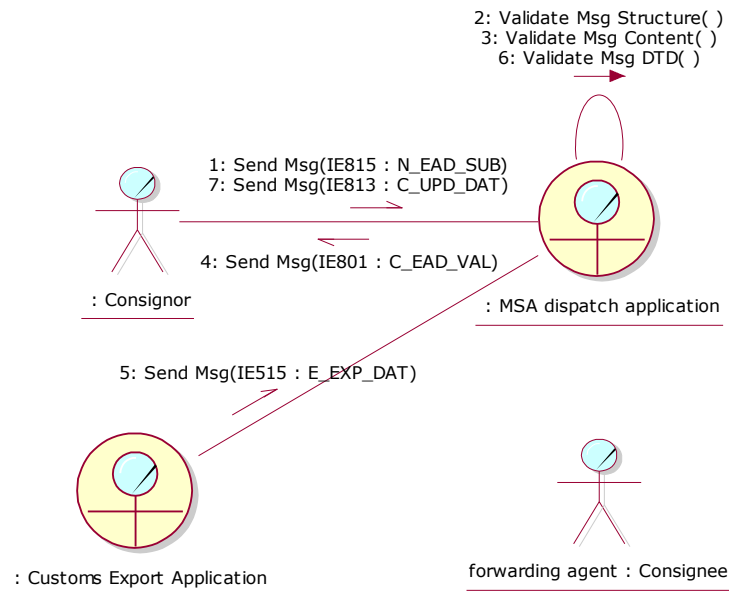 2: Validate Msg Structure( )
3: Validate Msg Content( )
6: Validate Msg DTD( )
1: Send Msg(IE815 : N_EAD_SUB)
7: Send Msg(IE813 : C_UPD_DAT)
4: Send Msg(IE801 : C_EAD_VAL)
: Consignor
: MSA dispatch application
5: Send Msg(IE515 : E_EXP_DAT)
: Customs Export Application
forwarding agent : Consignee